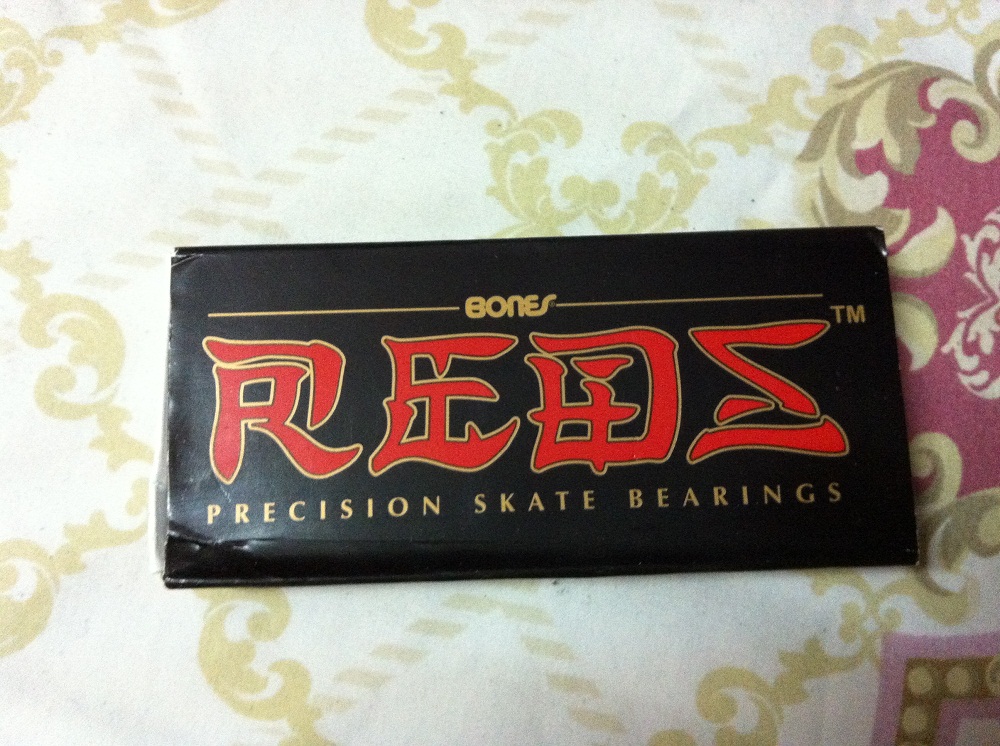 BONES
REDS™
PRECISION SKATE BEARINGS